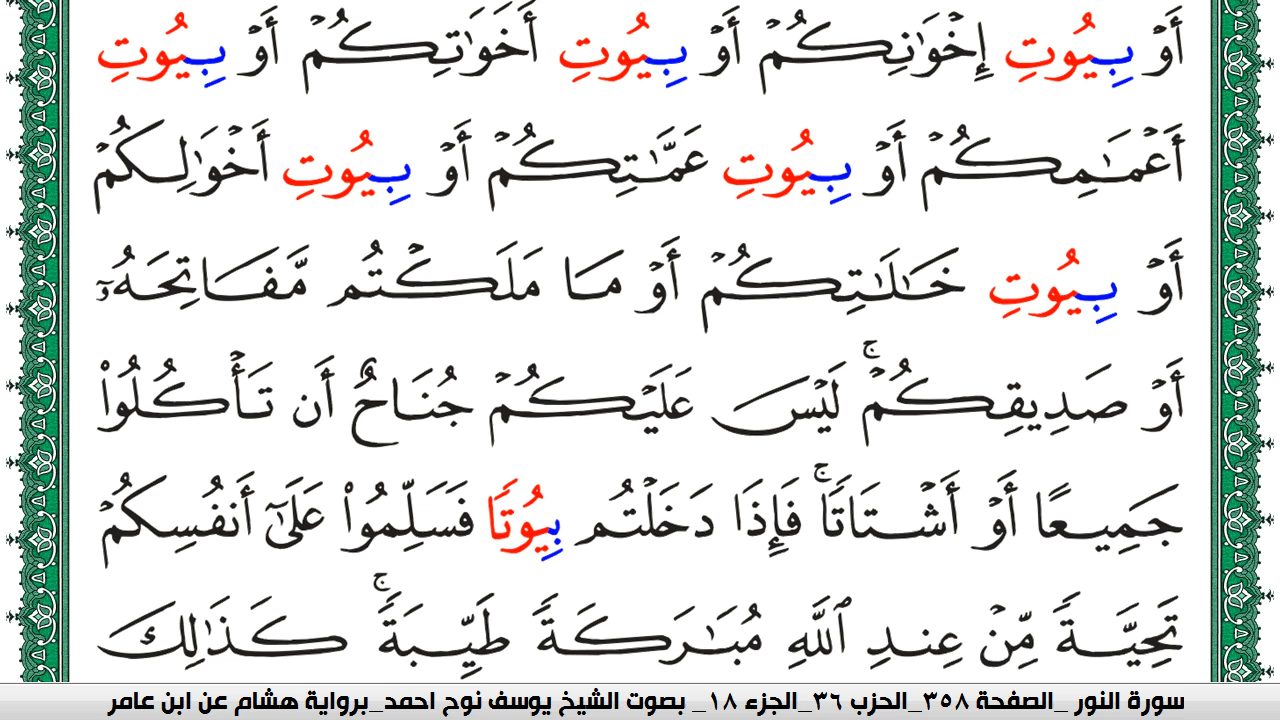 أَوْ بِيُوتِ إِخْوَٰنِكُمْ أَوْ بِيُوتِ أَخَوَٰتِكُمْ أَوْ بِيُوتِ
أَعْمَـٰمِكُمْ أَوْ بِيُوتِ عَمَّـٰتِكُمْ أَوْ بِيُوتِ أَخْوَٰلِكُمْ
أَوْ بِيُوتِ خَـٰلَـٰتِكُمْ أَوْ مَا مَلَكْتُم مَّفَاتِحَهُۥٓ
أَوْ صَدِيقِكُمْۚ لَيْسَ عَلَيْكُمْ جُنَاحٌ أَن تَأْكُلُوا۟
جَمِيعًا أَوْ أَشْتَاتًاۚ فَإِذَا دَخَلْتُم بِيُوتًا فَسَلِّمُوا۟ عَلَىٰٓ أَنفُسِكُمْ
تَحِيَّةً مِّنْ عِندِ ٱللَّهِ مُبَـٰرَكَةً طَيِّبَةًۚ كَذَٰلِكَ
سورة النور _الصفحة ٣٥٨_الحزب ٣٦_الجزء ١٨_ بصوت الشيخ يوسف نوح احمد_برواية هشام عن ابن عامر